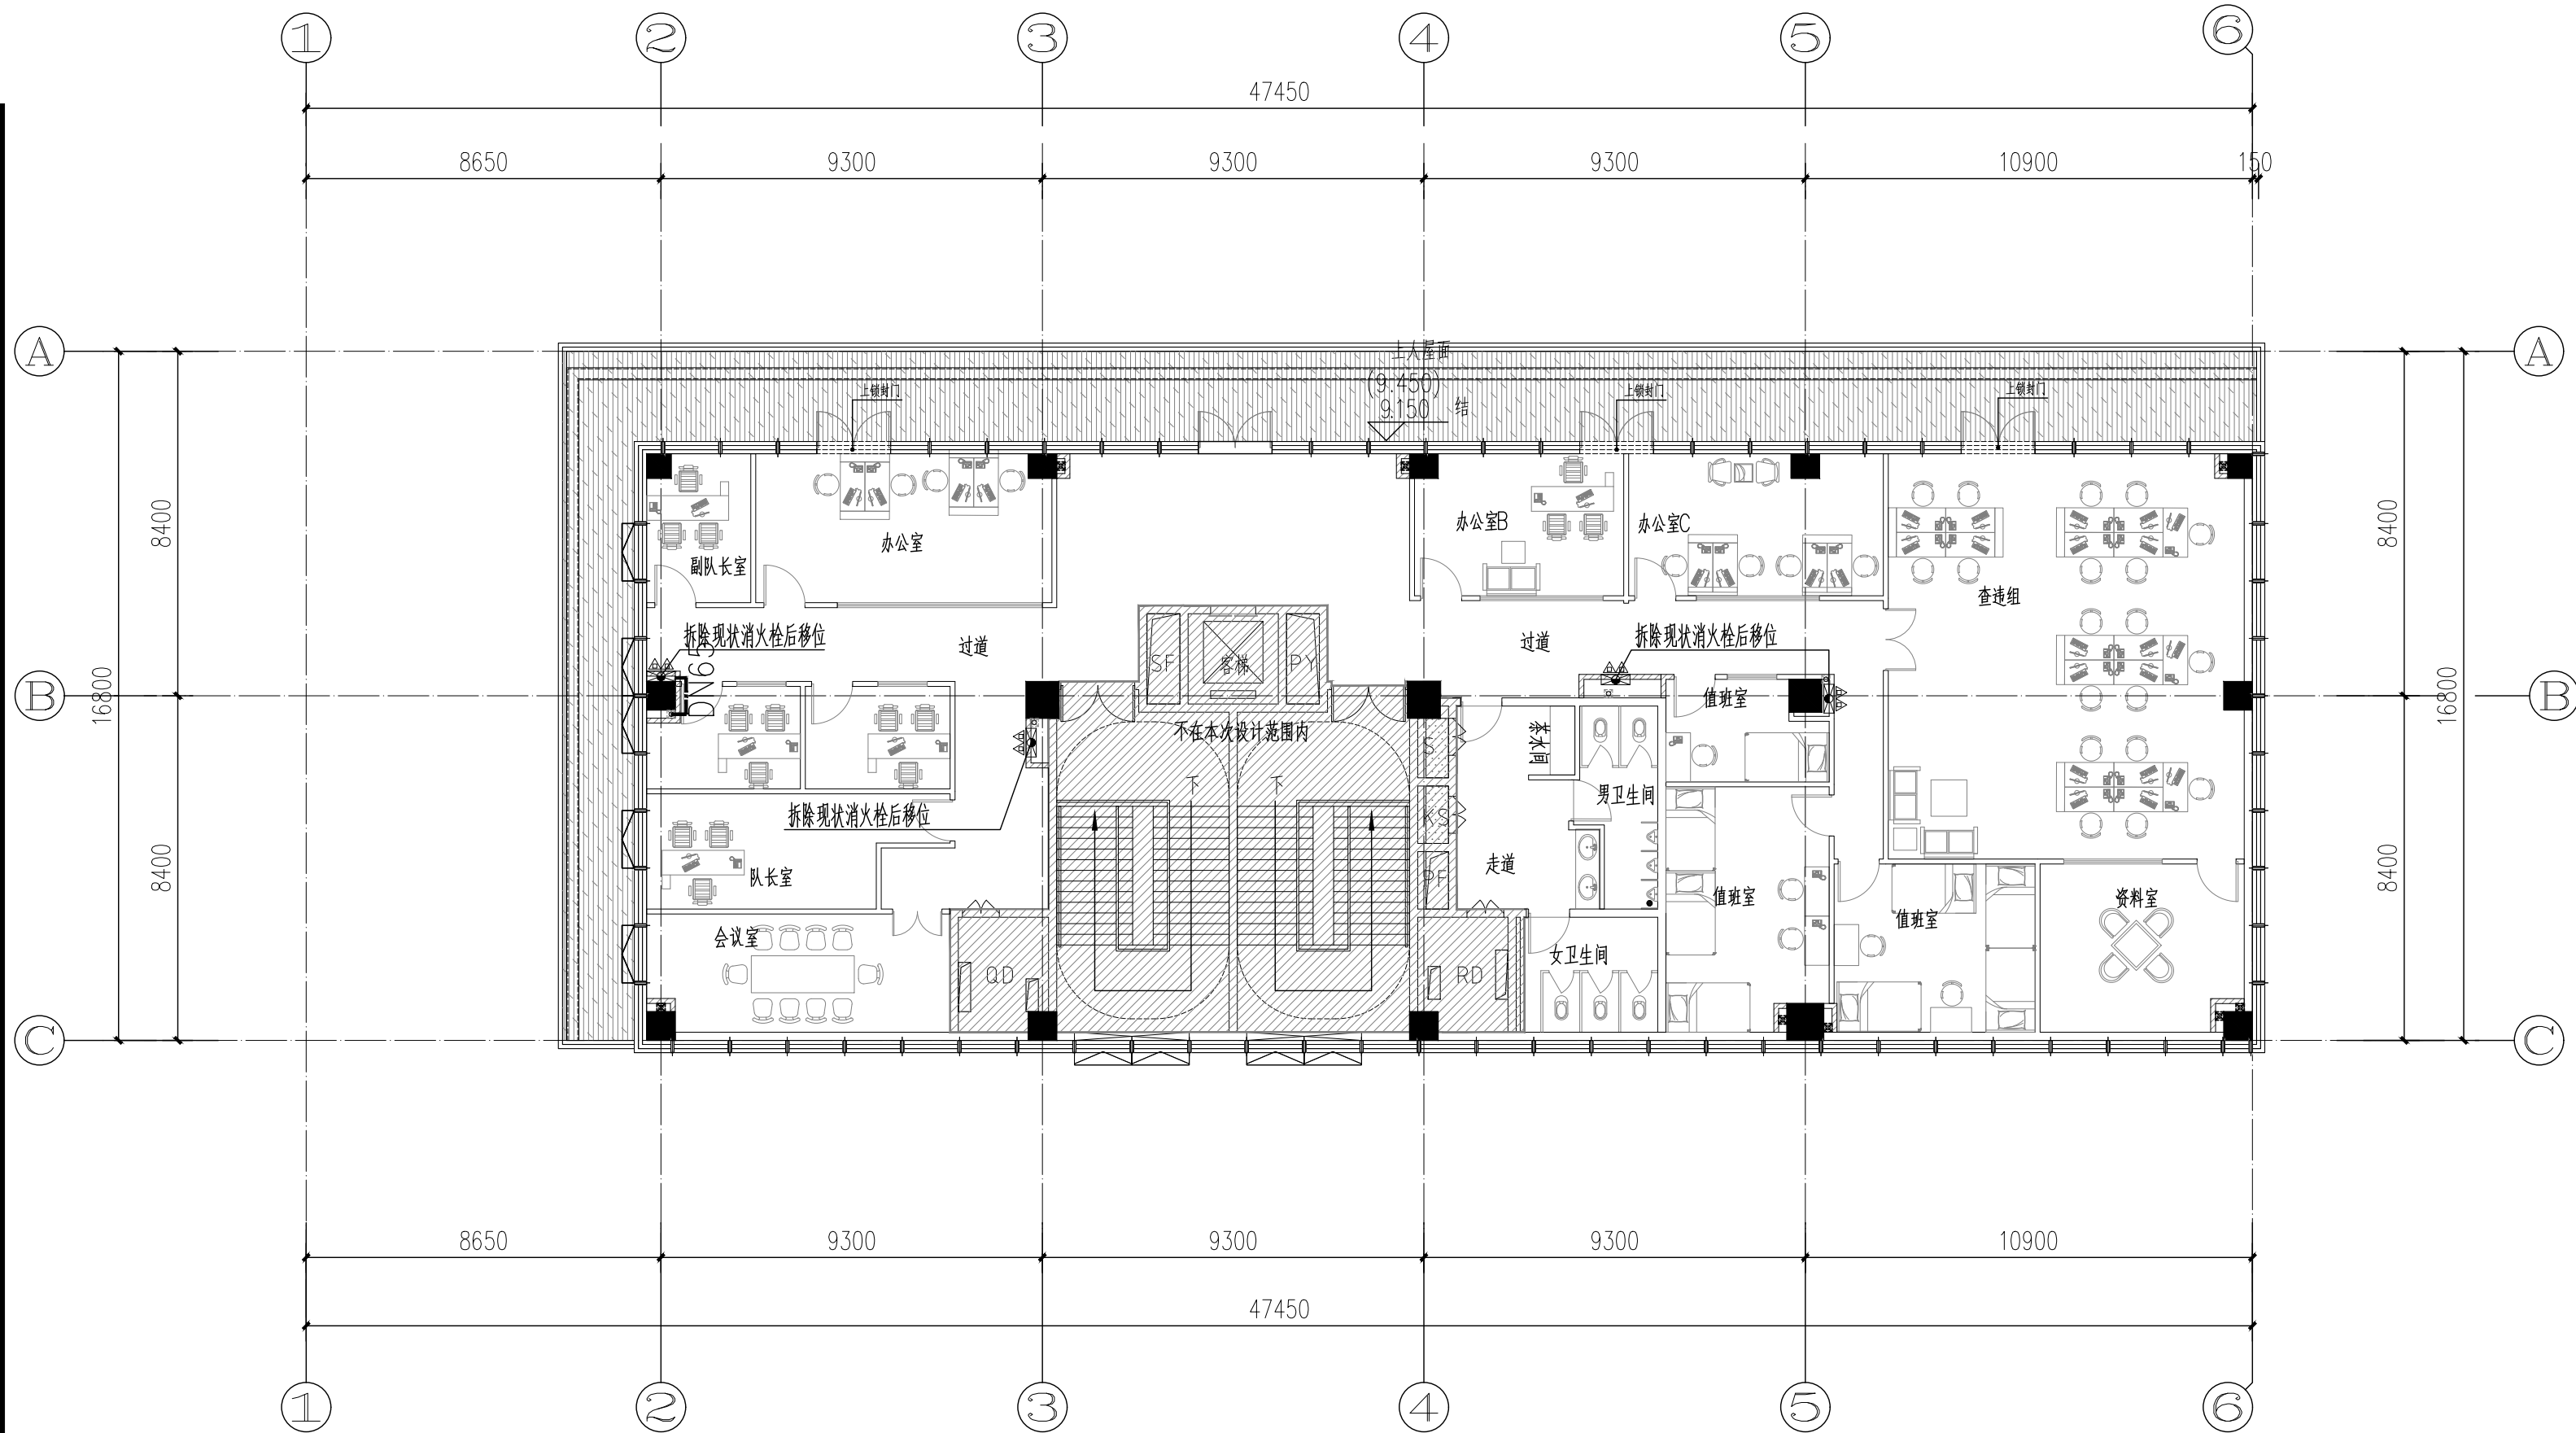 1
2
3
4
5
6
47450
8650
9300
9300
9300
10900
150
A
A
上人屋面
(9.450)
9.150
结
上锁封门
上锁封门
上锁封门
8400
8400
办公室B
办公室C
办公室
副队长室
查违组
拆除现状消火栓后移位
过道
过道
拆除现状消火栓后移位
SF
客梯
PY
DN65
B
B
16800
16800
值班室
不在本次设计范围内
茶水间
S
下
下
男卫生间
拆除现状消火栓后移位
KS
8400
8400
队长室
走道
PF
值班室
资料室
值班室
会议室
女卫生间
QD
RD
C
C
8650
9300
9300
9300
10900
47450
1
2
3
4
5
6